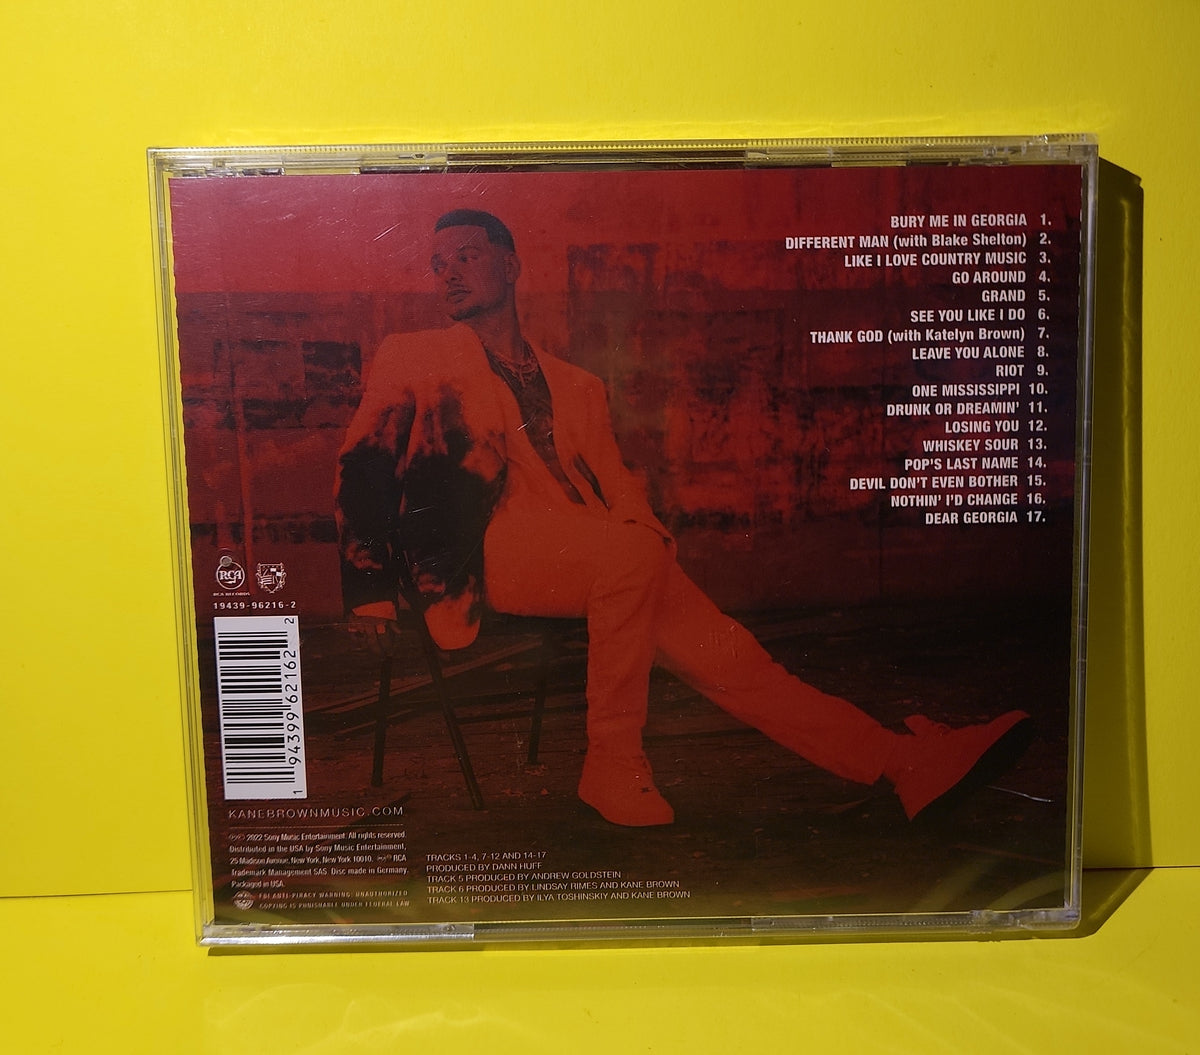 BURY ME IN GEORGIA 1.
DIFFERENT MAN (with Blake Shelton) 2.
LIKE I LOVE COUNTRY MUSIC 3.
GO AROUND 4.
GRAND 5.
SEE YOU LIKE I DO 6.
THANK GOD (with Katelyn Brown) 7.
LEAVE YOU ALONE 8.
RIOT 9.
ONE MISSISSIPPI 10.
DRUNK OR DREAMIN' 11.
LOSING YOU 12.
WHISKEY SOUR 13.
POP'S LAST NAME 14.
DEVIL DON'T EVEN BOTHER 15.
NOTHIN' I'D CHANGE 16.
DEAR GEORGIA 17.
RCA
RCA RECORDS
19439-96216-2
1 94399 62162 2
KANEBROWNMUSIC.COM
2022 Sony Music Entertainment. All rights reserved.
Distributed in the USA by Sony Music Entertainment,
25 Madison Avenue, New York, New York 10010. RCA
Trademark Management SAS. Disc made in Germany.
Packaged in USA.
FBI ANTI-PIRACY WARNING: UNAUTHORIZED
COPYING IS PUNISHABLE UNDER FEDERAL LAW
TRACKS 1-4, 7-12 AND 14-17
PRODUCED BY DANN HUFF
TRACK 5 PRODUCED BY ANDREW GOLDSTEIN
TRACK 6 PRODUCED BY LINDSAY RIMES AND KANE BROWN
TRACK 13 PRODUCED BY ILYA TOSHINSKIY AND KANE BROWN